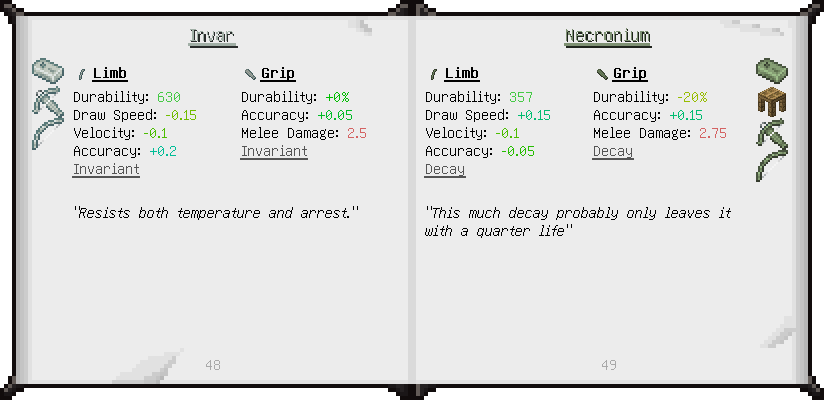 Invar
Limb
Durability: 630
Draw Speed: -0.15
Velocity: -0.1
Accuracy: +0.2
Invariant
Grip
Durability: +0%
Accuracy: +0.05
Melee Damage: 2.5
Invariant
"Resists both temperature and arrest."
48
Necronium
Limb
Durability: 357
Draw Speed: +0.15
Velocity: -0.1
Accuracy: -0.05
Decay
Grip
Durability: -20%
Accuracy: +0.15
Melee Damage: 2.75
Decay
"This much decay probably only leaves it
with a quarter life"
49